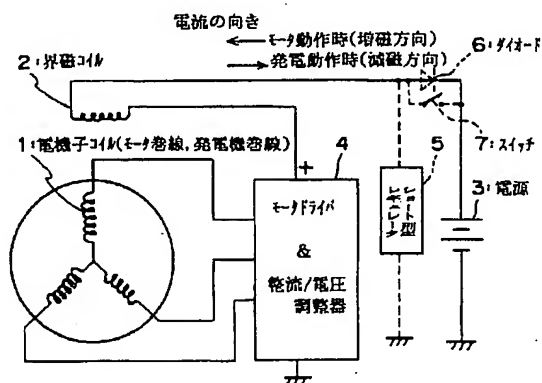 電流の向き
モータ動作時(増磁方向)
発電動作時(減磁方向)
6:ダイオード
2:界磁コイル
7:スイッチ
1:電機子コイル(モータ巻線,発電機巻線)
+
4
5
3:電源
モータドライバ
&
整流/電圧
調整器
ショート型
レギュレータ